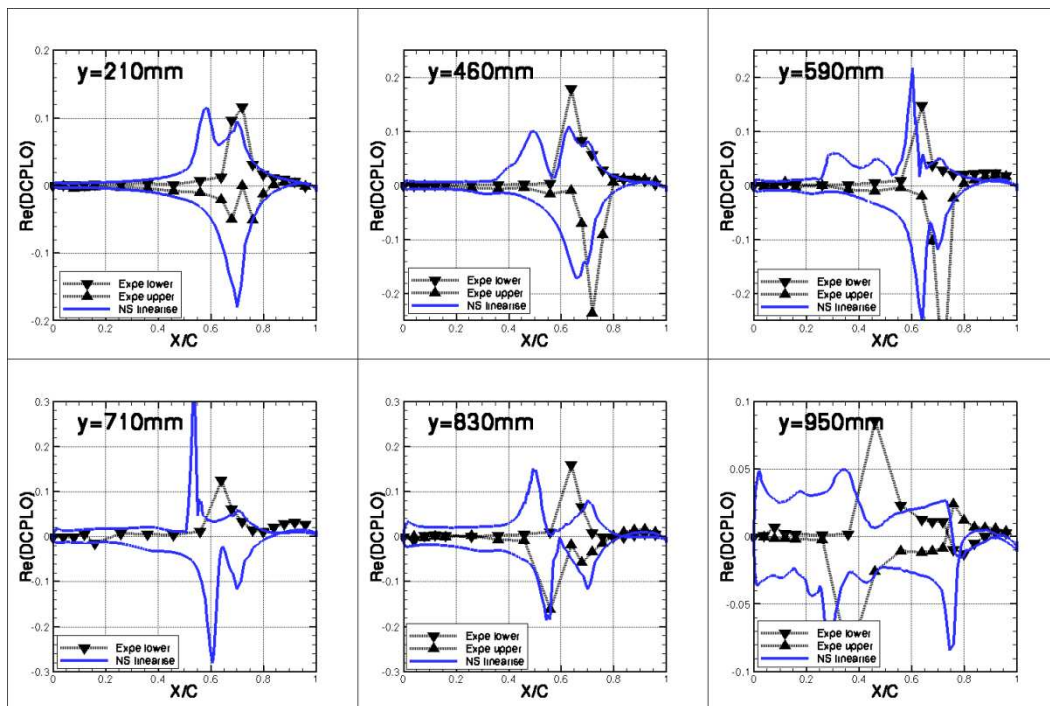 y=210mm
Re(DCPLO)
0.2
0.1
0
-0.1
-0.2
Expe lower
Expe upper
NS linearise
0 0.2 0.4 0.6 0.8 1
X/C
y=460mm
Re(DCPLO)
0.2
0.1
0
-0.1
-0.2
Expe lower
Expe upper
NS linearise
0 0.2 0.4 0.6 0.8 1
X/C
y=590mm
Re(DCPLO)
0.2
0.1
0
-0.1
-0.2
Expe lower
Expe upper
NS linearise
0 0.2 0.4 0.6 0.8 1
X/C
y=710mm
Re(DCPLO)
0.3
0.2
0.1
0
-0.1
-0.2
-0.3
Expe lower
NS linearise
0 0.2 0.4 0.6 0.8 1
X/C
y=830mm
Re(DCPLO)
0.3
0.2
0.1
0
-0.1
-0.2
-0.3
Expe lower
Expe upper
NS linearise
0 0.2 0.4 0.6 0.8 1
X/C
y=950mm
Re(DCPLO)
0.1
0.05
0
-0.05
-0.1
Expe lower
Expe upper
NS linearise
0 0.2 0.4 0.6 0.8 1
X/C